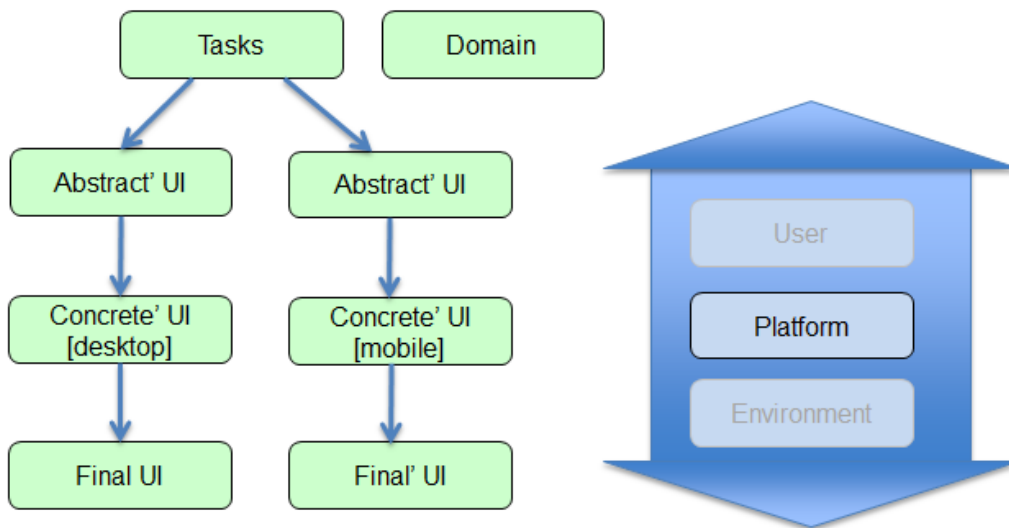 Tasks
Domain
Abstract' UI
Abstract' UI
User
Concrete’ UI
[desktop]
Concrete’ UI
[mobile]
Platform
Environment
Final UI
Final’ UI